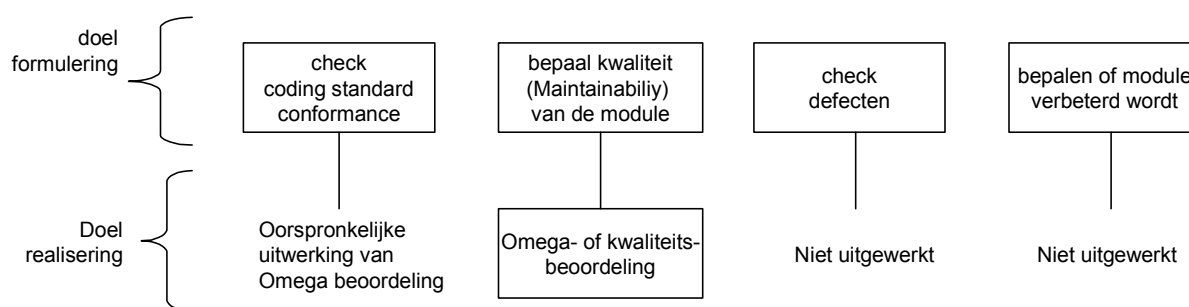 doel
formulering
check
coding standard
conformance
bepaal kwaliteit
(Maintainabiliy)
van de module
check
defecten
bepalen of module
verbeterd wordt
Doel
realisering
Oorspronkelijke
uitwerking van
Omega beoordeling
Omega- of kwaliteits-
beoordeling
Niet uitgewerkt
Niet uitgewerkt